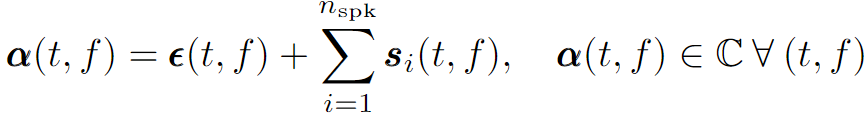 𝜶(t, f) = 𝝐(t, f) + ∑_{i=1}^{n_spk} 𝒔_i(t, f),  𝜶(t, f) ∈ ℂ ∀ (t, f)